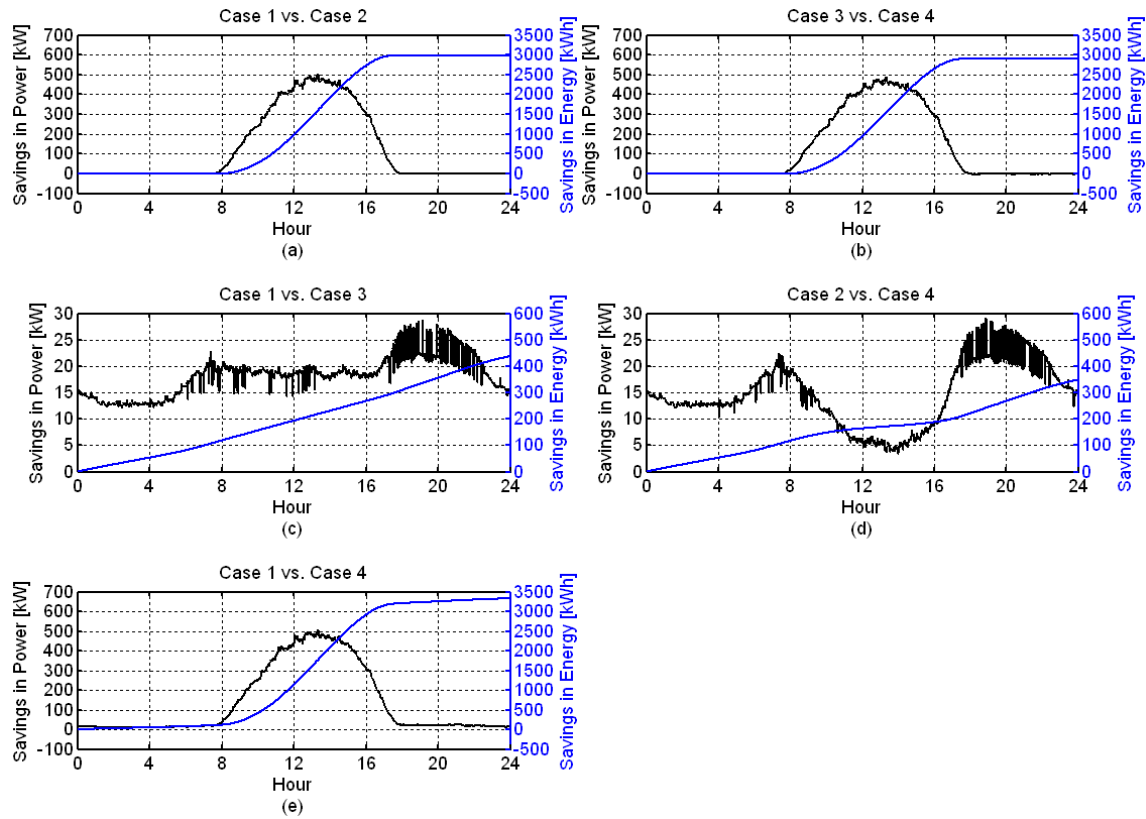 Case 1 vs. Case 2
Savings in Power [kW]
700
600
500
400
300
200
100
0
-100
3500
3000
2500
2000
1500
1000
500
0
-500
Savings in Energy [kWh]
0 4 8 12 16 20 24
Hour
(a)
Case 3 vs. Case 4
Savings in Power [kW]
700
600
500
400
300
200
100
0
-100
3500
3000
2500
2000
1500
1000
500
0
-500
Savings in Energy [kWh]
0 4 8 12 16 20 24
Hour
(b)
Case 1 vs. Case 3
Savings in Power [kW]
30
25
20
15
10
5
0
600
500
400
300
200
100
0
Savings in Energy [kWh]
0 4 8 12 16 20 24
Hour
(c)
Case 2 vs. Case 4
Savings in Power [kW]
30
25
20
15
10
5
0
600
500
400
300
200
100
0
Savings in Energy [kWh]
0 4 8 12 16 20 24
Hour
(d)
Case 1 vs. Case 4
Savings in Power [kW]
700
600
500
400
300
200
100
0
-100
3500
3000
2500
2000
1500
1000
500
0
-500
Savings in Energy [kWh]
0 4 8 12 16 20 24
Hour
(e)